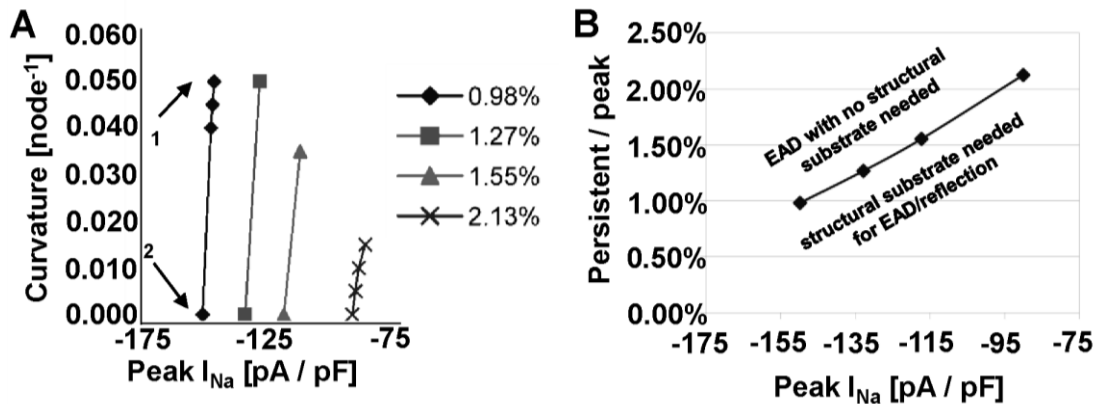 A
0.060
0.050
0.040
0.030
0.020
0.010
0.000
Curvature [node⁻¹]
1
2
-175
-125
-75
Peak I_Na [pA / pF]
0.98%
1.27%
1.55%
2.13%
B
2.50%
2.00%
1.50%
1.00%
0.50%
0.00%
Persistent / peak
EAD with no structural
substrate needed
structural substrate needed
for EAD/reflection
-175
-155
-135
-115
-95
-75
Peak I_Na [pA / pF]